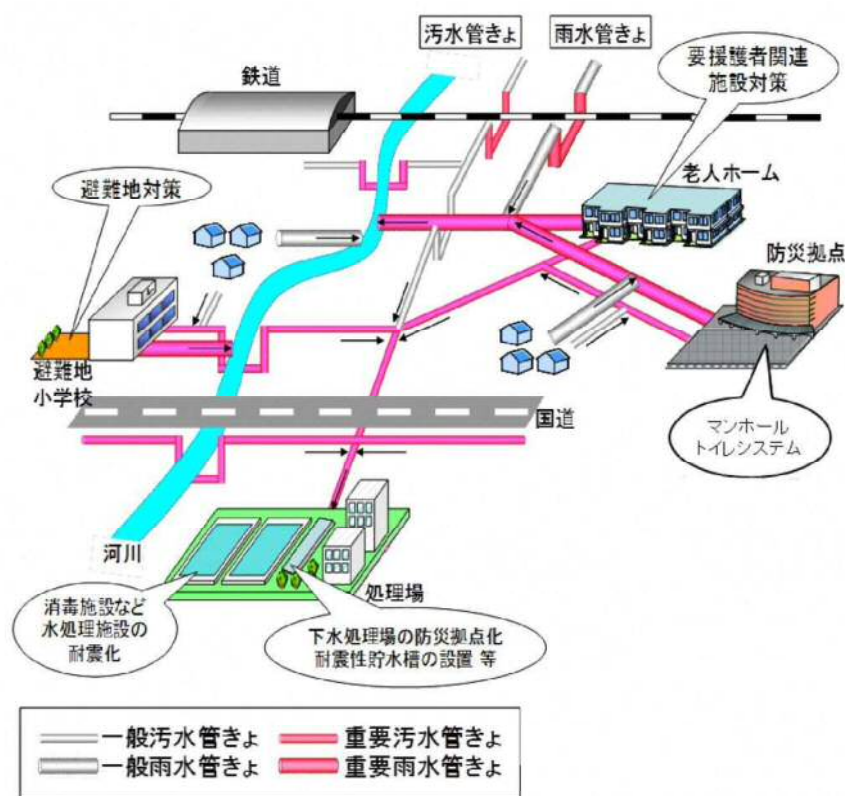 汚水管きょ
雨水管きょ
鉄道
要援護者関連
施設対策
避難地対策
老人ホーム
防災拠点
避難地
小学校
国道
マンホール
トイレシステム
河川
処理場
消毒施設など
水処理施設の
耐震化
下水処理場の防災拠点化
耐震性貯水槽の設置 等
一般汚水管きょ
重要汚水管きょ
一般雨水管きょ
重要雨水管きょ